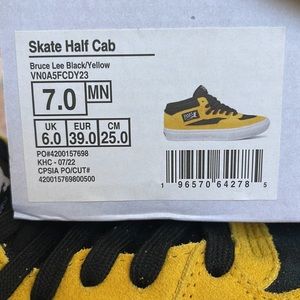 Skate Half Cab
Bruce Lee Black/Yellow
VN0A5FCDY23
7.0 MN
UK EUR CM
6.0 39.0 25.0
PO#4200157698
KHC - 07/22
CPSIA PO/CUT#
420015769800500
1 96570 64278 5